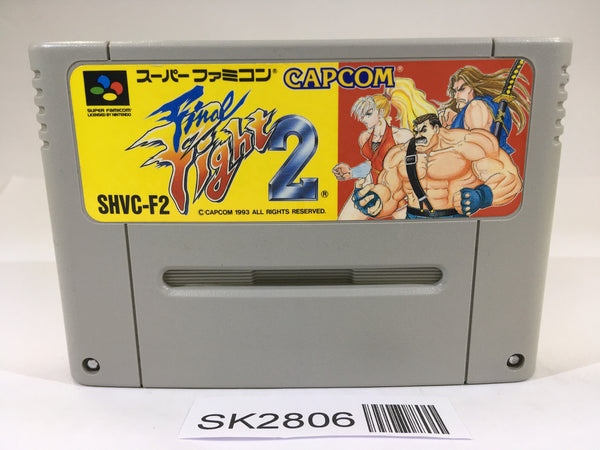 スーパーファミコン®
CAPCOM®
SUPER FAMICOM
LICENSED BY NINTENDO
Final
Fight
2®
SHVC-F2
© CAPCOM 1993 ALL RIGHTS RESERVED.
SK2806